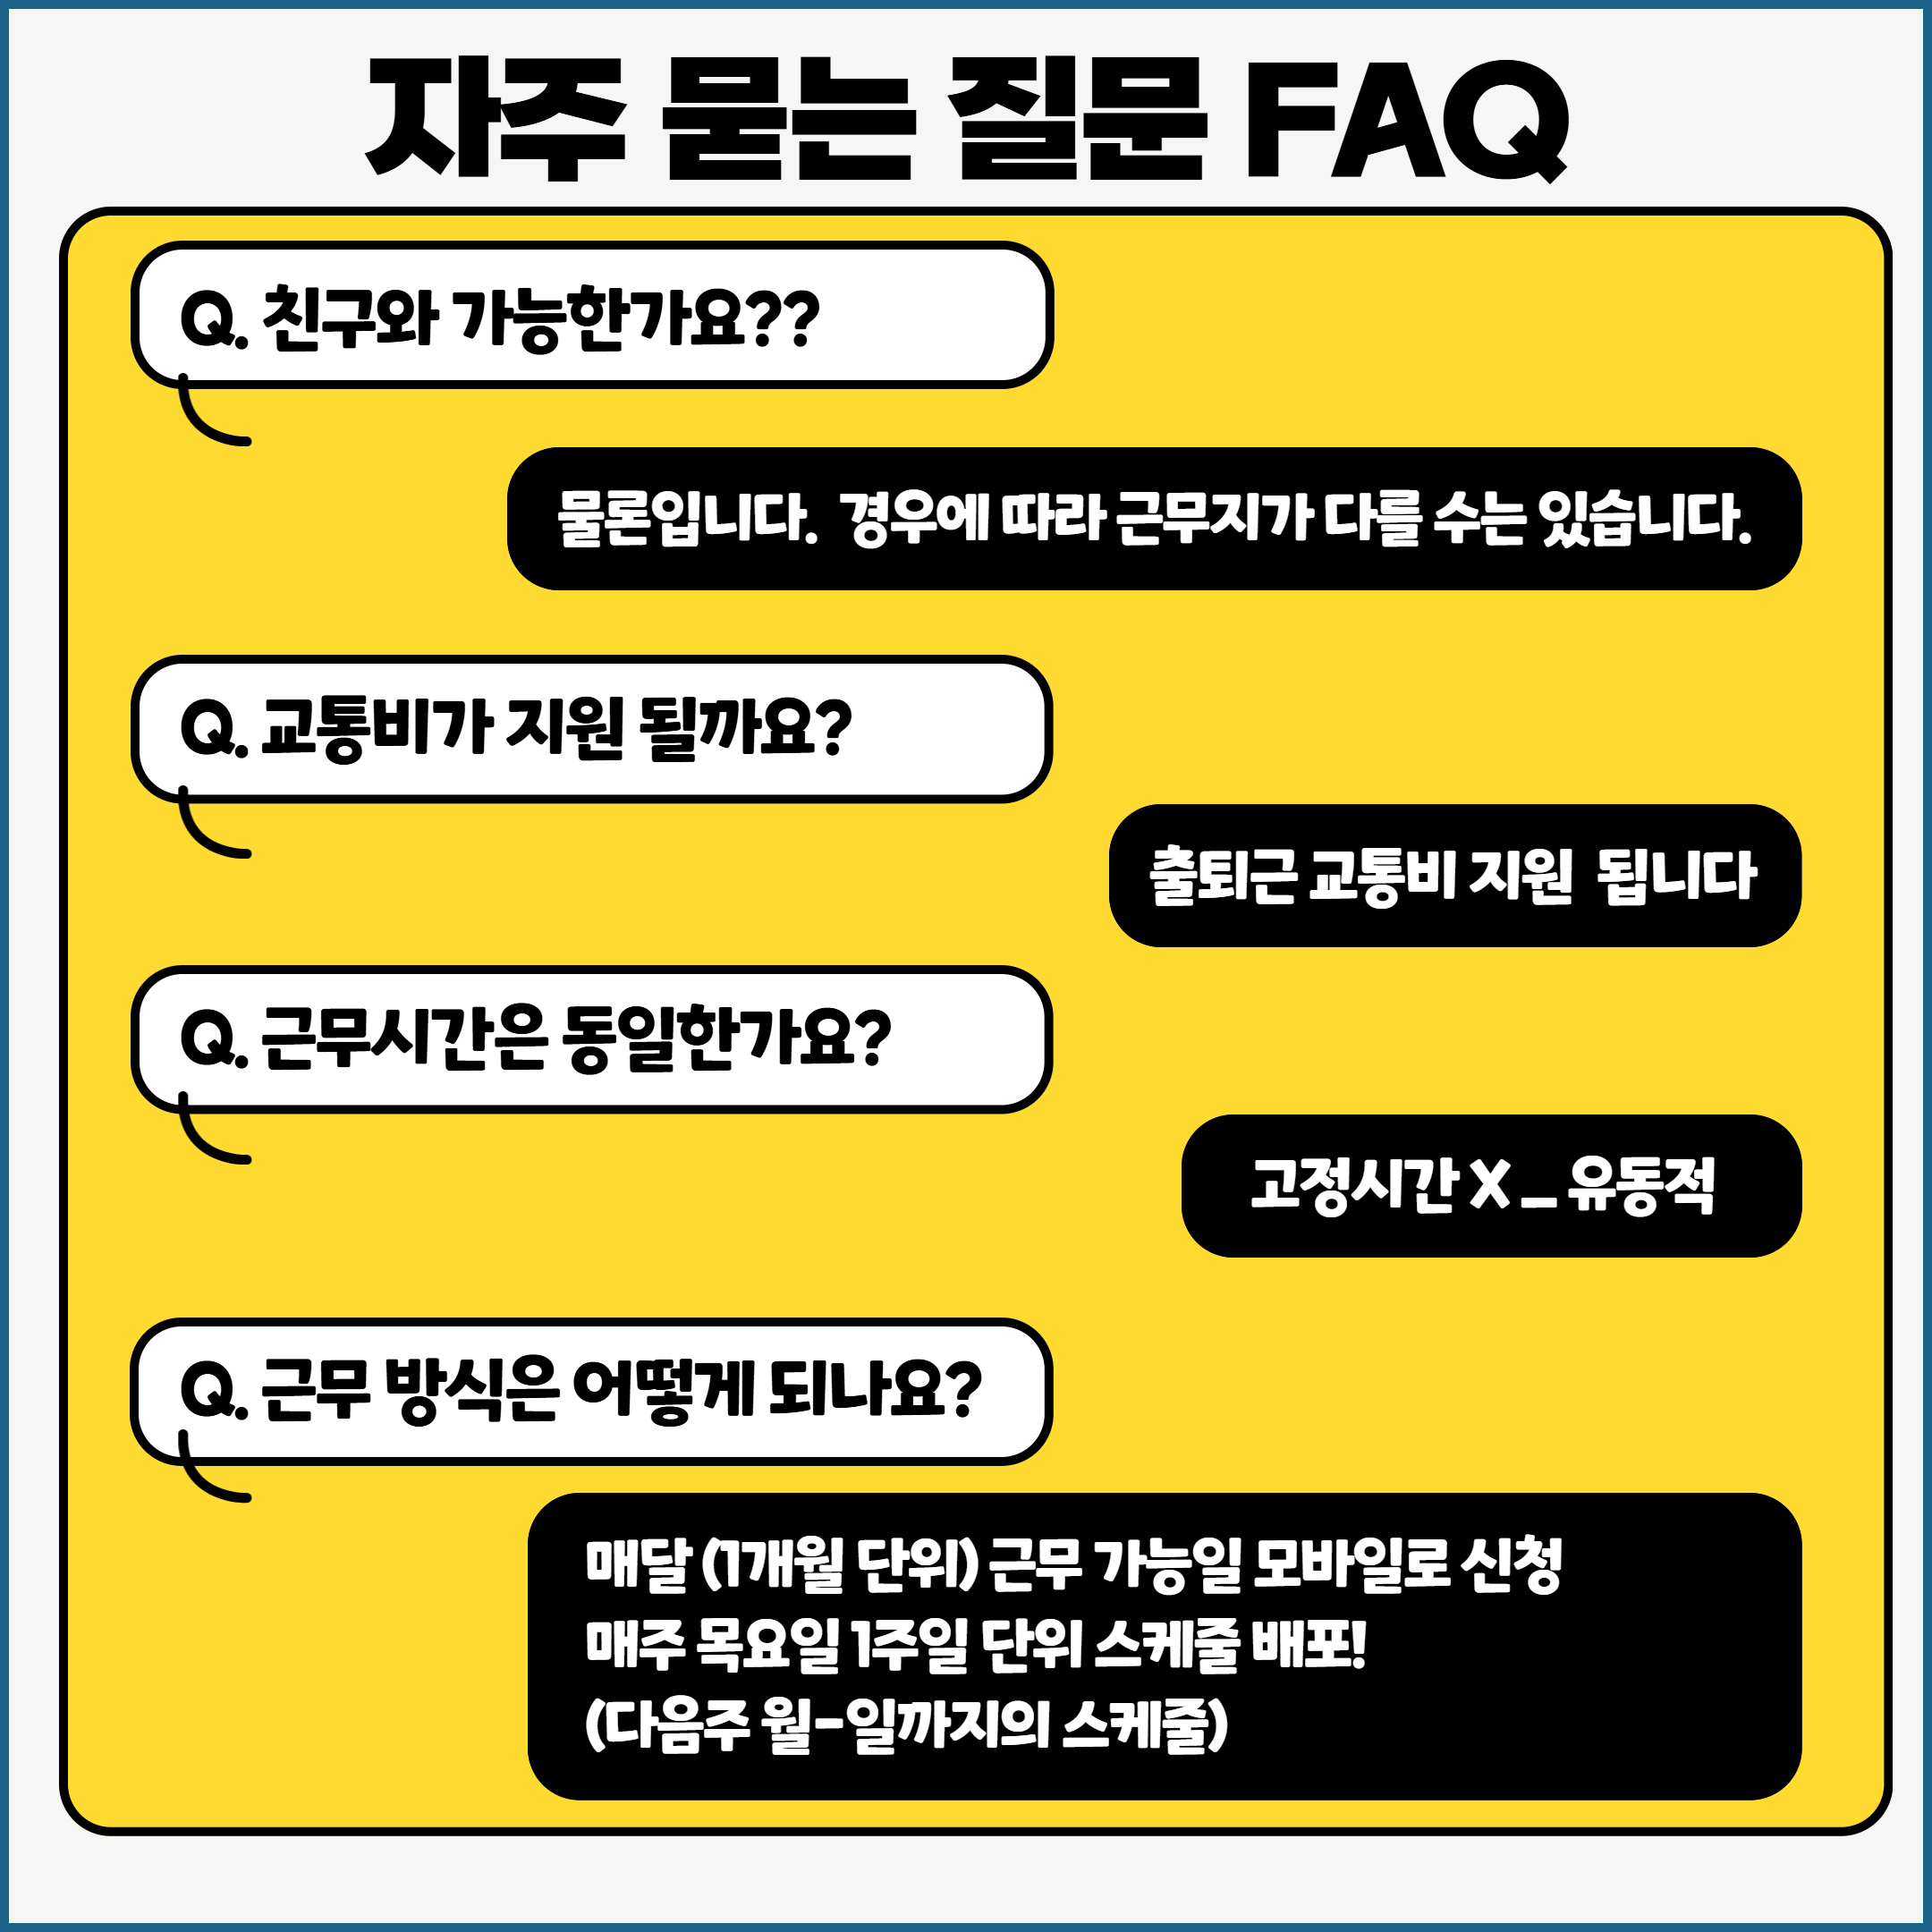 자주 묻는 질문 FAQ
Q. 친구와 가능한가요??
물론입니다. 경우에 따라 근무지가 다를 수는 있습니다.
Q. 교통비가 지원 될까요?
출퇴근 교통비 지원 됩니다
Q. 근무시간은 동일한가요?
고정시간 X _ 유동적
Q. 근무 방식은 어떻게 되나요?
매달 (1개월 단위) 근무 가능일 모바일로 신청
매주 목요일 1주일 단위 스케줄 배포!
(다음주 월-일까지의 스케줄)